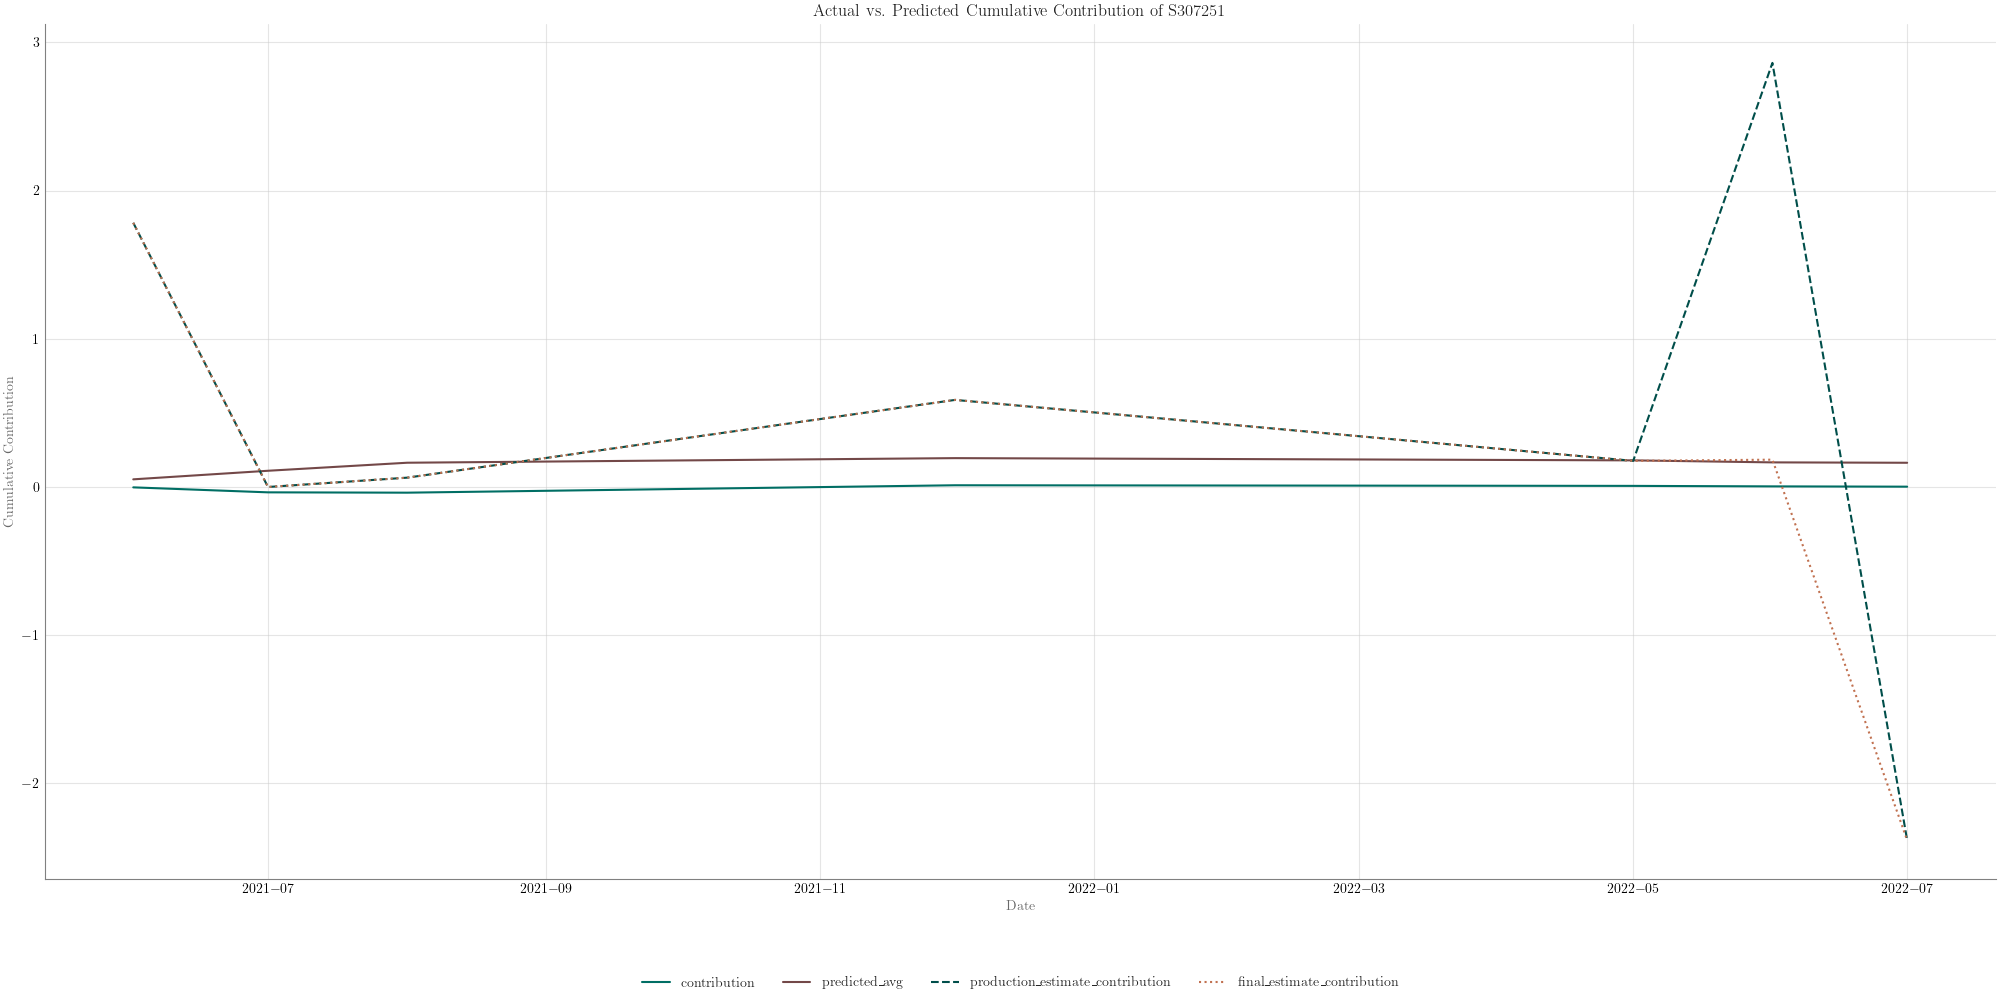 Actual vs. Predicted Cumulative Contribution of S307251
3
2
1
0
−1
−2
Cumulative Contribution
2021−07 2021−09 2021−11 2022−01 2022−03 2022−05 2022−07
Date
contribution predicted_avg production_estimate_contribution final_estimate_contribution